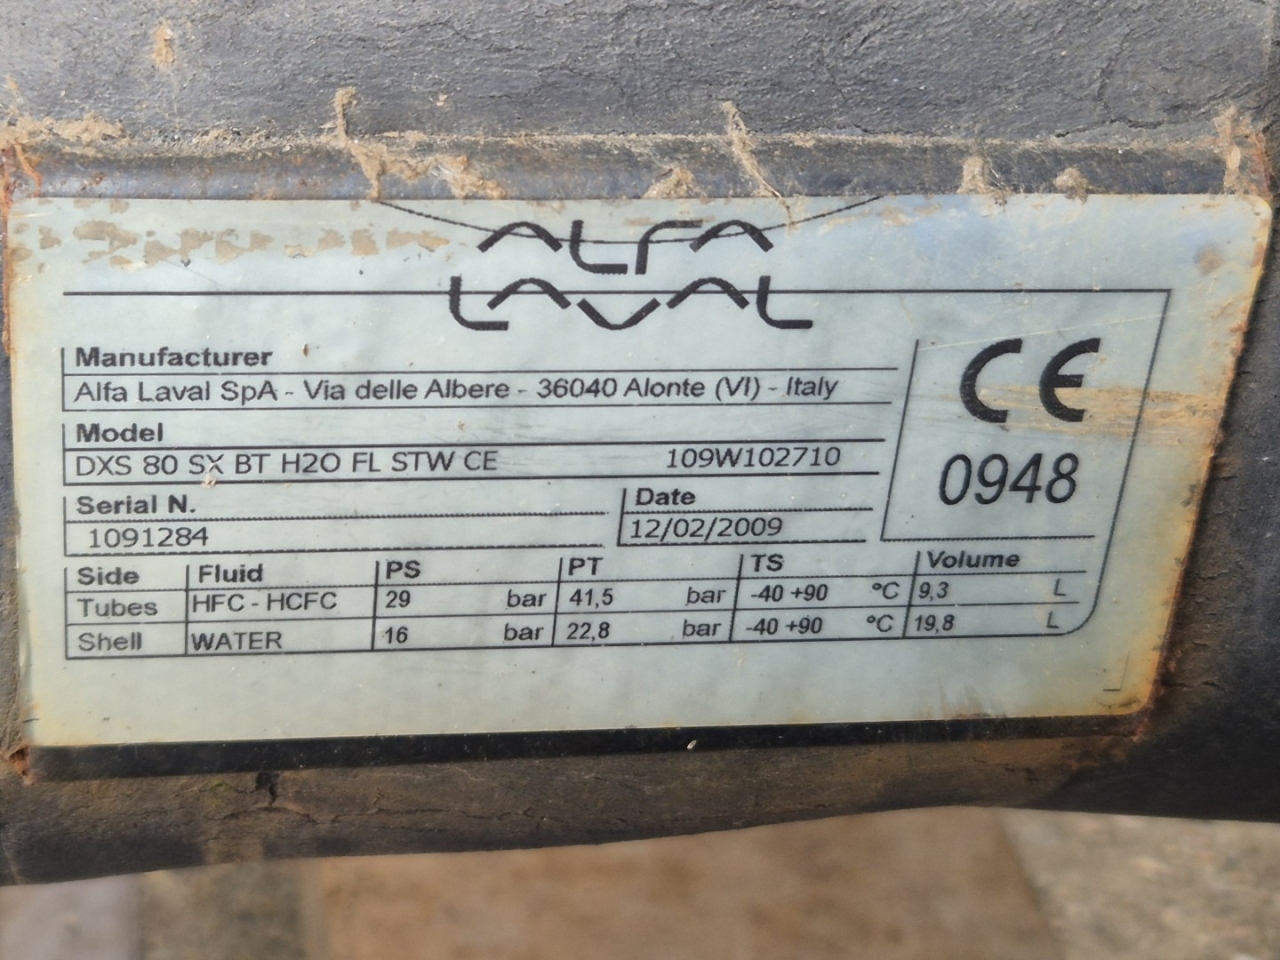 ALFA
LAVAL
Manufacturer
Alfa Laval SpA - Via delle Albere - 36040 Alonte (VI) - Italy
CE
0948
Model
DXS 80 SX BT H2O FL STW CE 109W102710
Serial N. Date
1091284 12/02/2009
Side Fluid PS PT TS Volume
Tubes HFC - HCFC 29 bar 41,5 bar -40 +90 °C 9,3 L
Shell WATER 16 bar 22,8 bar -40 +90 °C 19,8 L